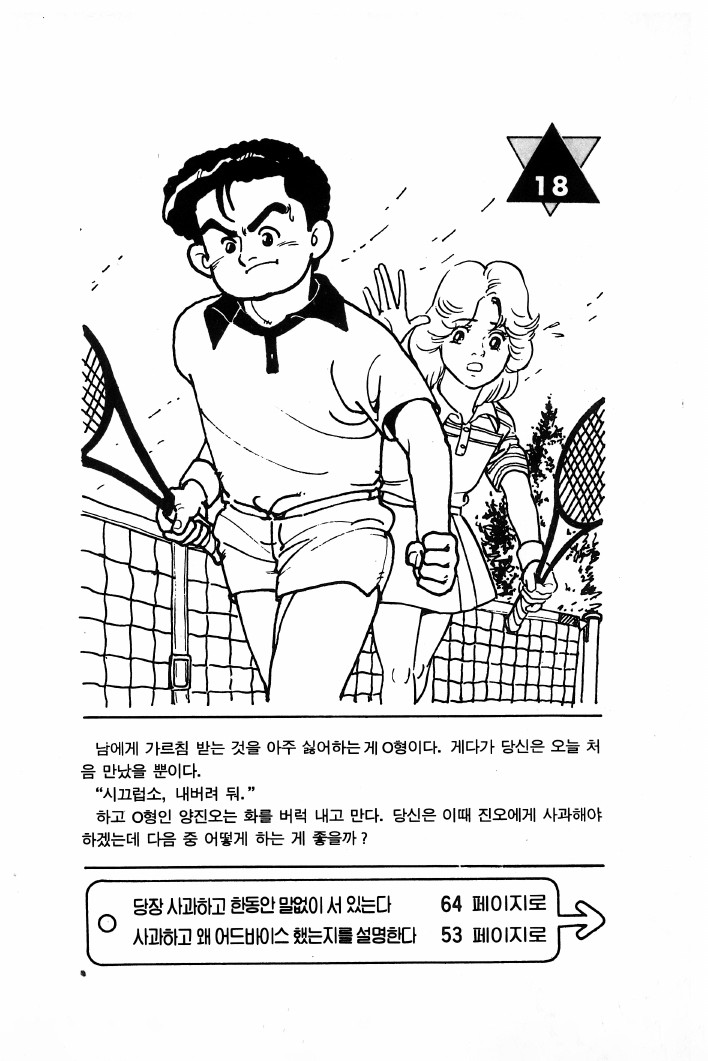 18
남에게 가르침 받는 것을 아주 싫어하는 게 O형이다. 게다가 당신은 오늘 처
음 만났을 뿐이다.
“시끄럽소, 내버려 둬.”
하고 O형인 양진오는 화를 버럭 내고 만다. 당신은 이때 진오에게 사과해야
하겠는데 다음 중 어떻게 하는 게 좋을까?
당장 사과하고 한동안 말없이 서 있는다 64 페이지로
사과하고 왜 어드바이스 했는지를 설명한다 53 페이지로